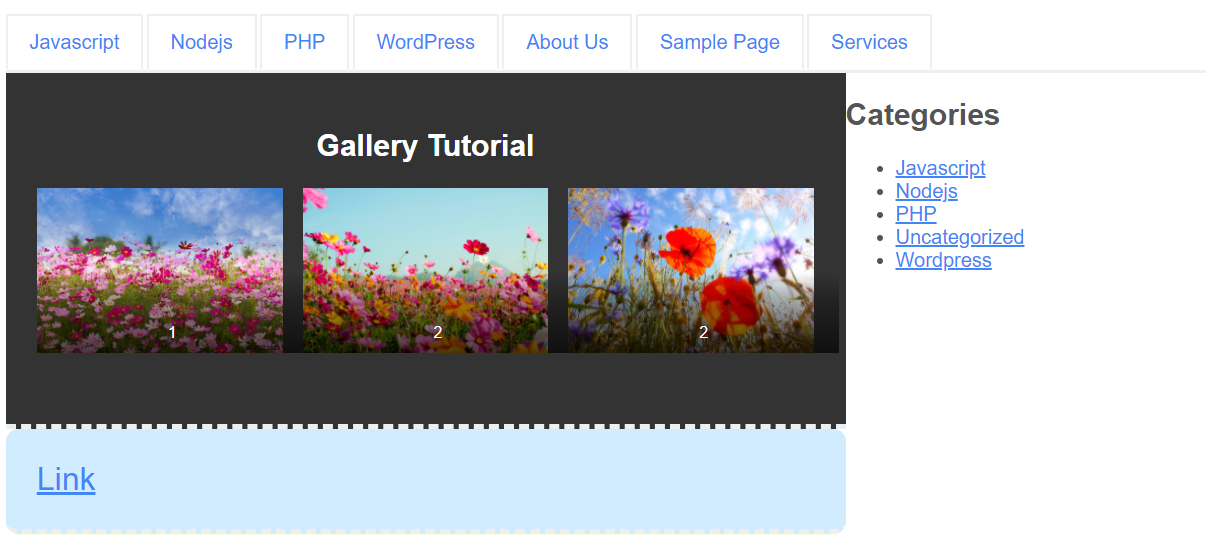 Javascript Nodejs PHP WordPress About Us Sample Page Services
Gallery Tutorial
1 2 2
Link
Categories
Javascript
Nodejs
PHP
Uncategorized
Wordpress